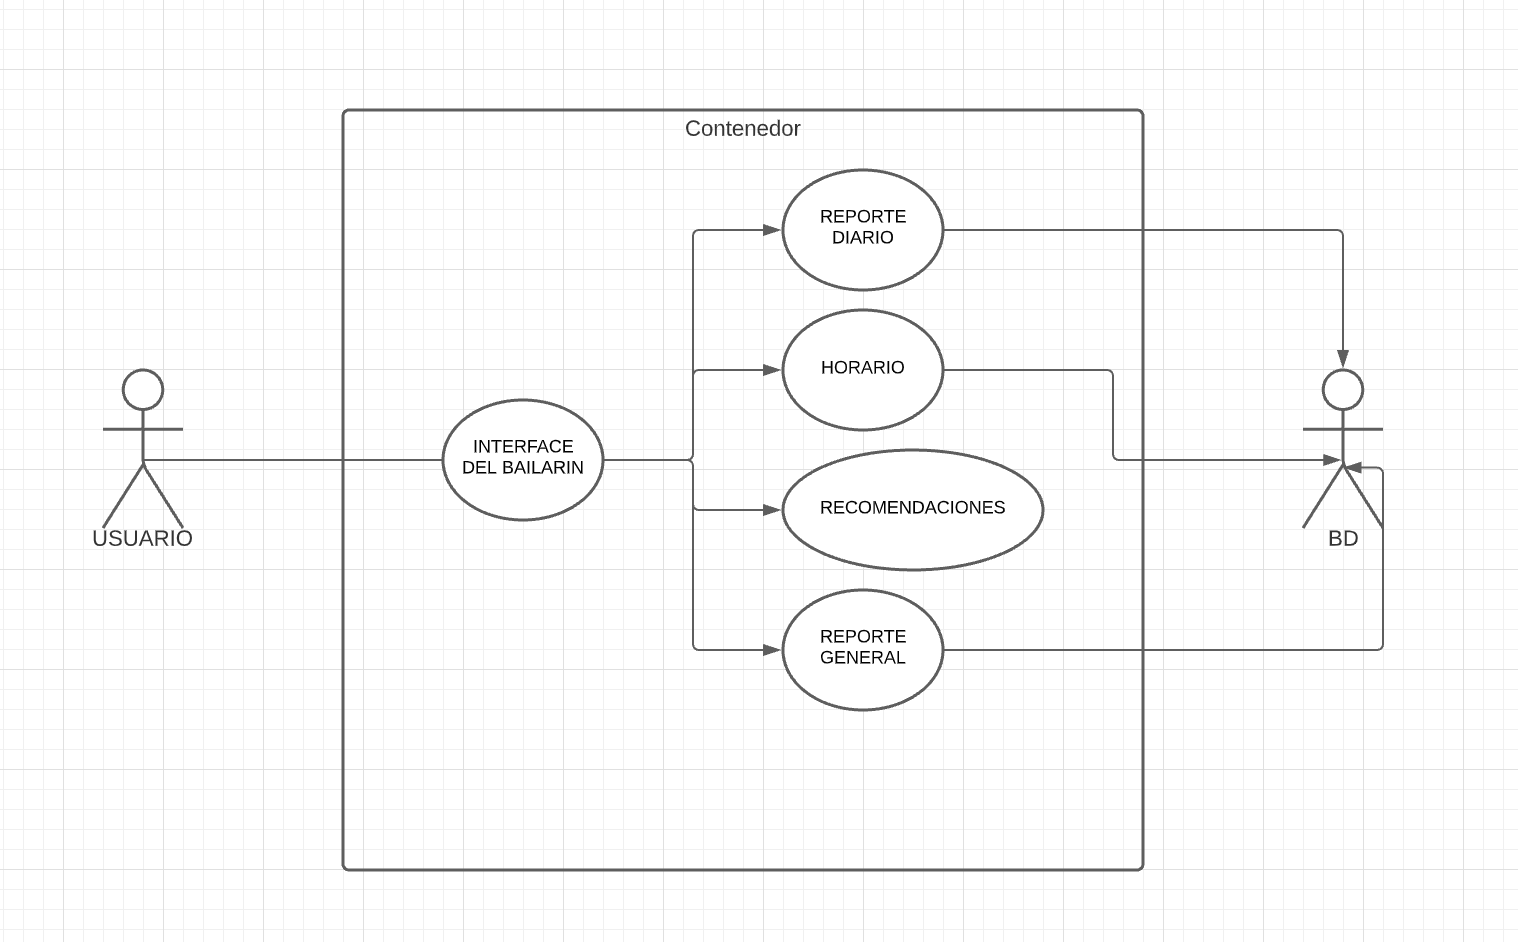 Contenedor
REPORTE
DIARIO
HORARIO
INTERFACE
DEL BAILARIN
RECOMENDACIONES
USUARIO
BD
REPORTE
GENERAL